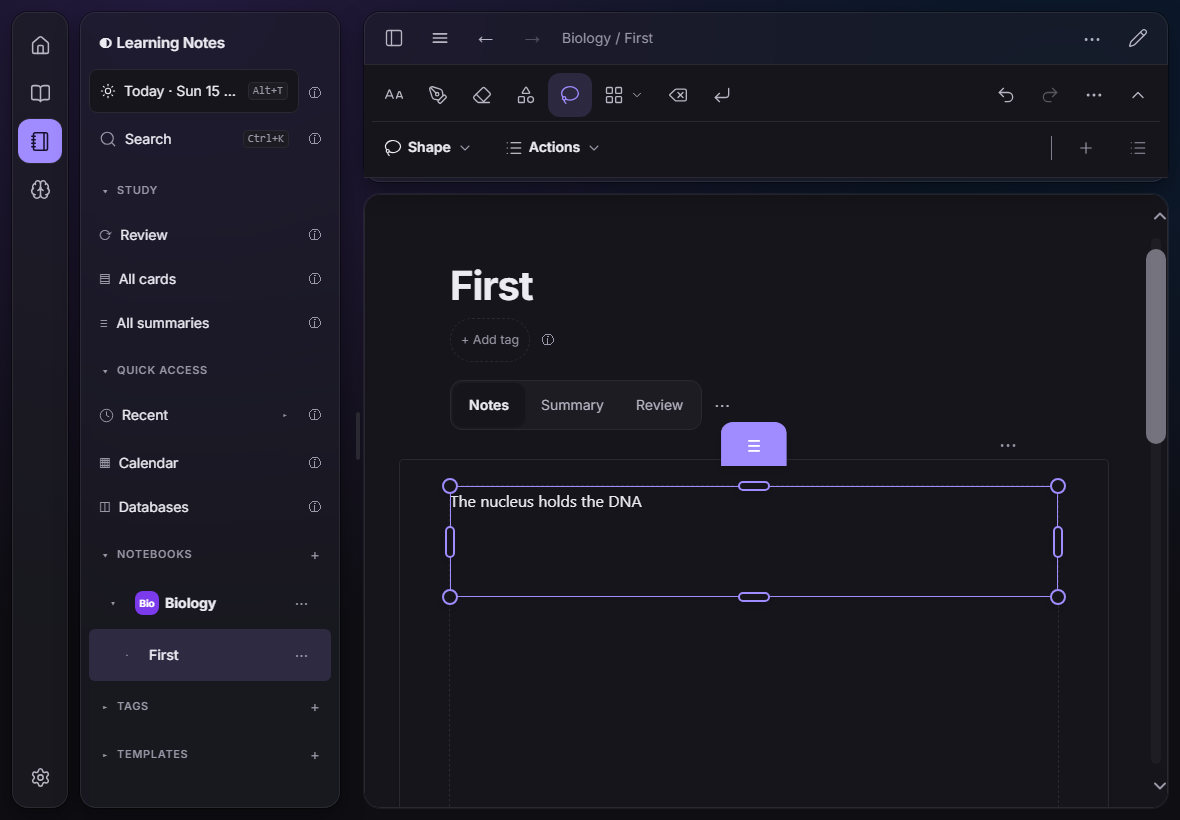 Learning Notes
Today · Sun 15 ...
Alt+T
Search
Ctrl+K
STUDY
Review
All cards
All summaries
QUICK ACCESS
Recent
Calendar
Databases
NOTEBOOKS
Bio Biology
First
TAGS
TEMPLATES
Biology / First
AA
Shape
Actions
First
+ Add tag
Notes
Summary
Review
The nucleus holds the DNA